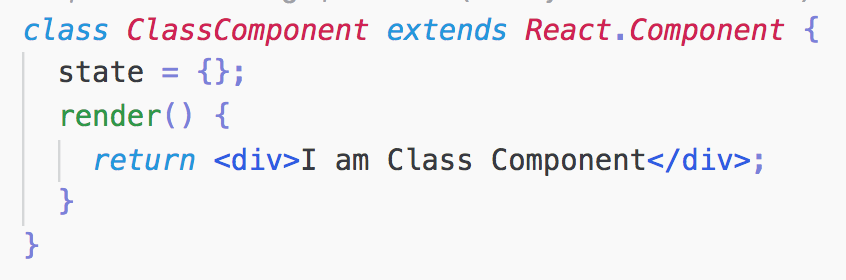 class ClassComponent extends React.Component {
  state = {};
  render() {
    return <div>I am Class Component</div>;
  }
}